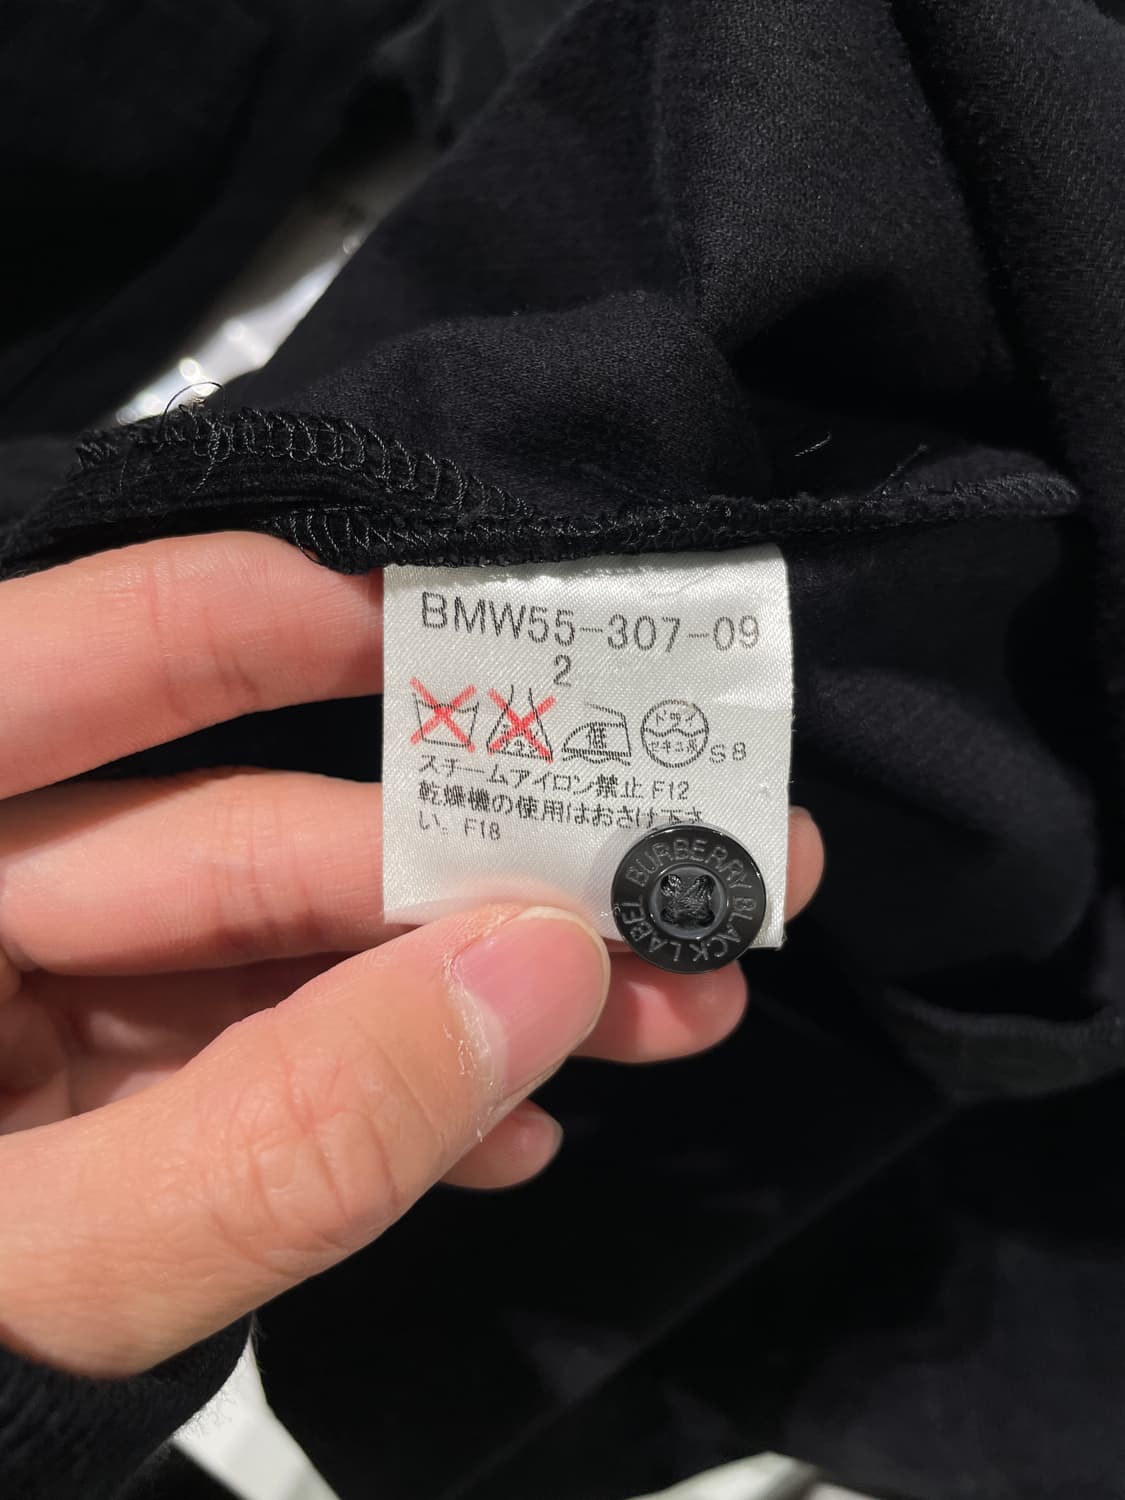 BMW55-307-09
2
低
ドライ
セキユ系
S8
スチームアイロン禁止 F12
乾燥機の使用はおさけ下さ
い。F18
BURBERRY BLACK LABEL